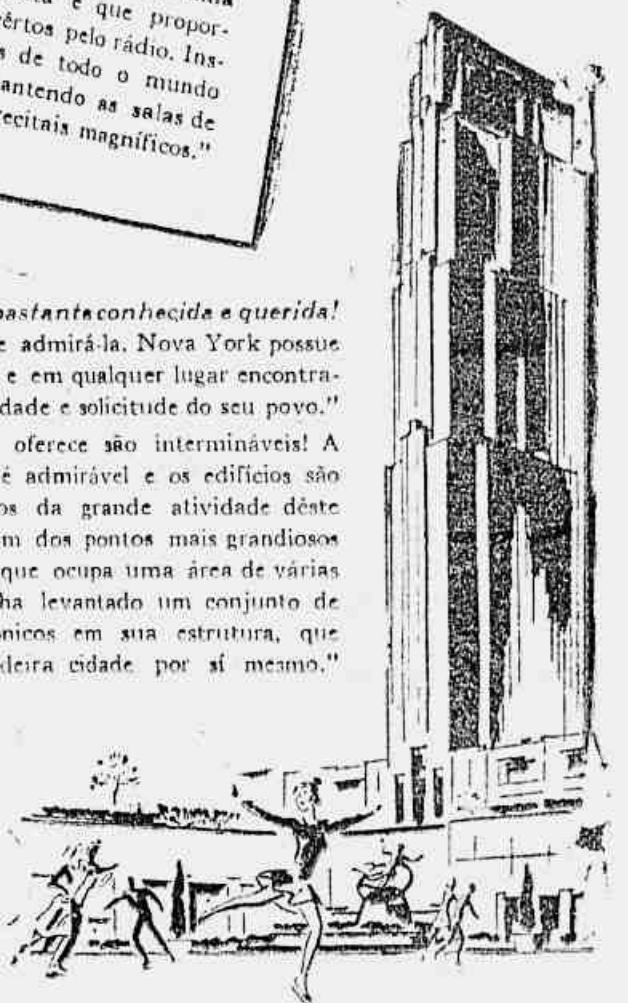 e que propor-
cêrtos pelo rádio. Ins-
s de todo o mundo
antendo as salas de
recitais magníficos."
bastante conhecida e querida!
e admirá-la. Nova York possue
e em qualquer lugar encontra-
dade e solicitude do seu povo."
oferece são intermináveis! A
é admirável e os edifícios são
os da grande atividade dêste
m dos pontos mais grandiosos
que ocupa uma área de várias
ha levantado um conjunto de
ônicos em sua estrutura, que
deira cidade por sí mesmo."